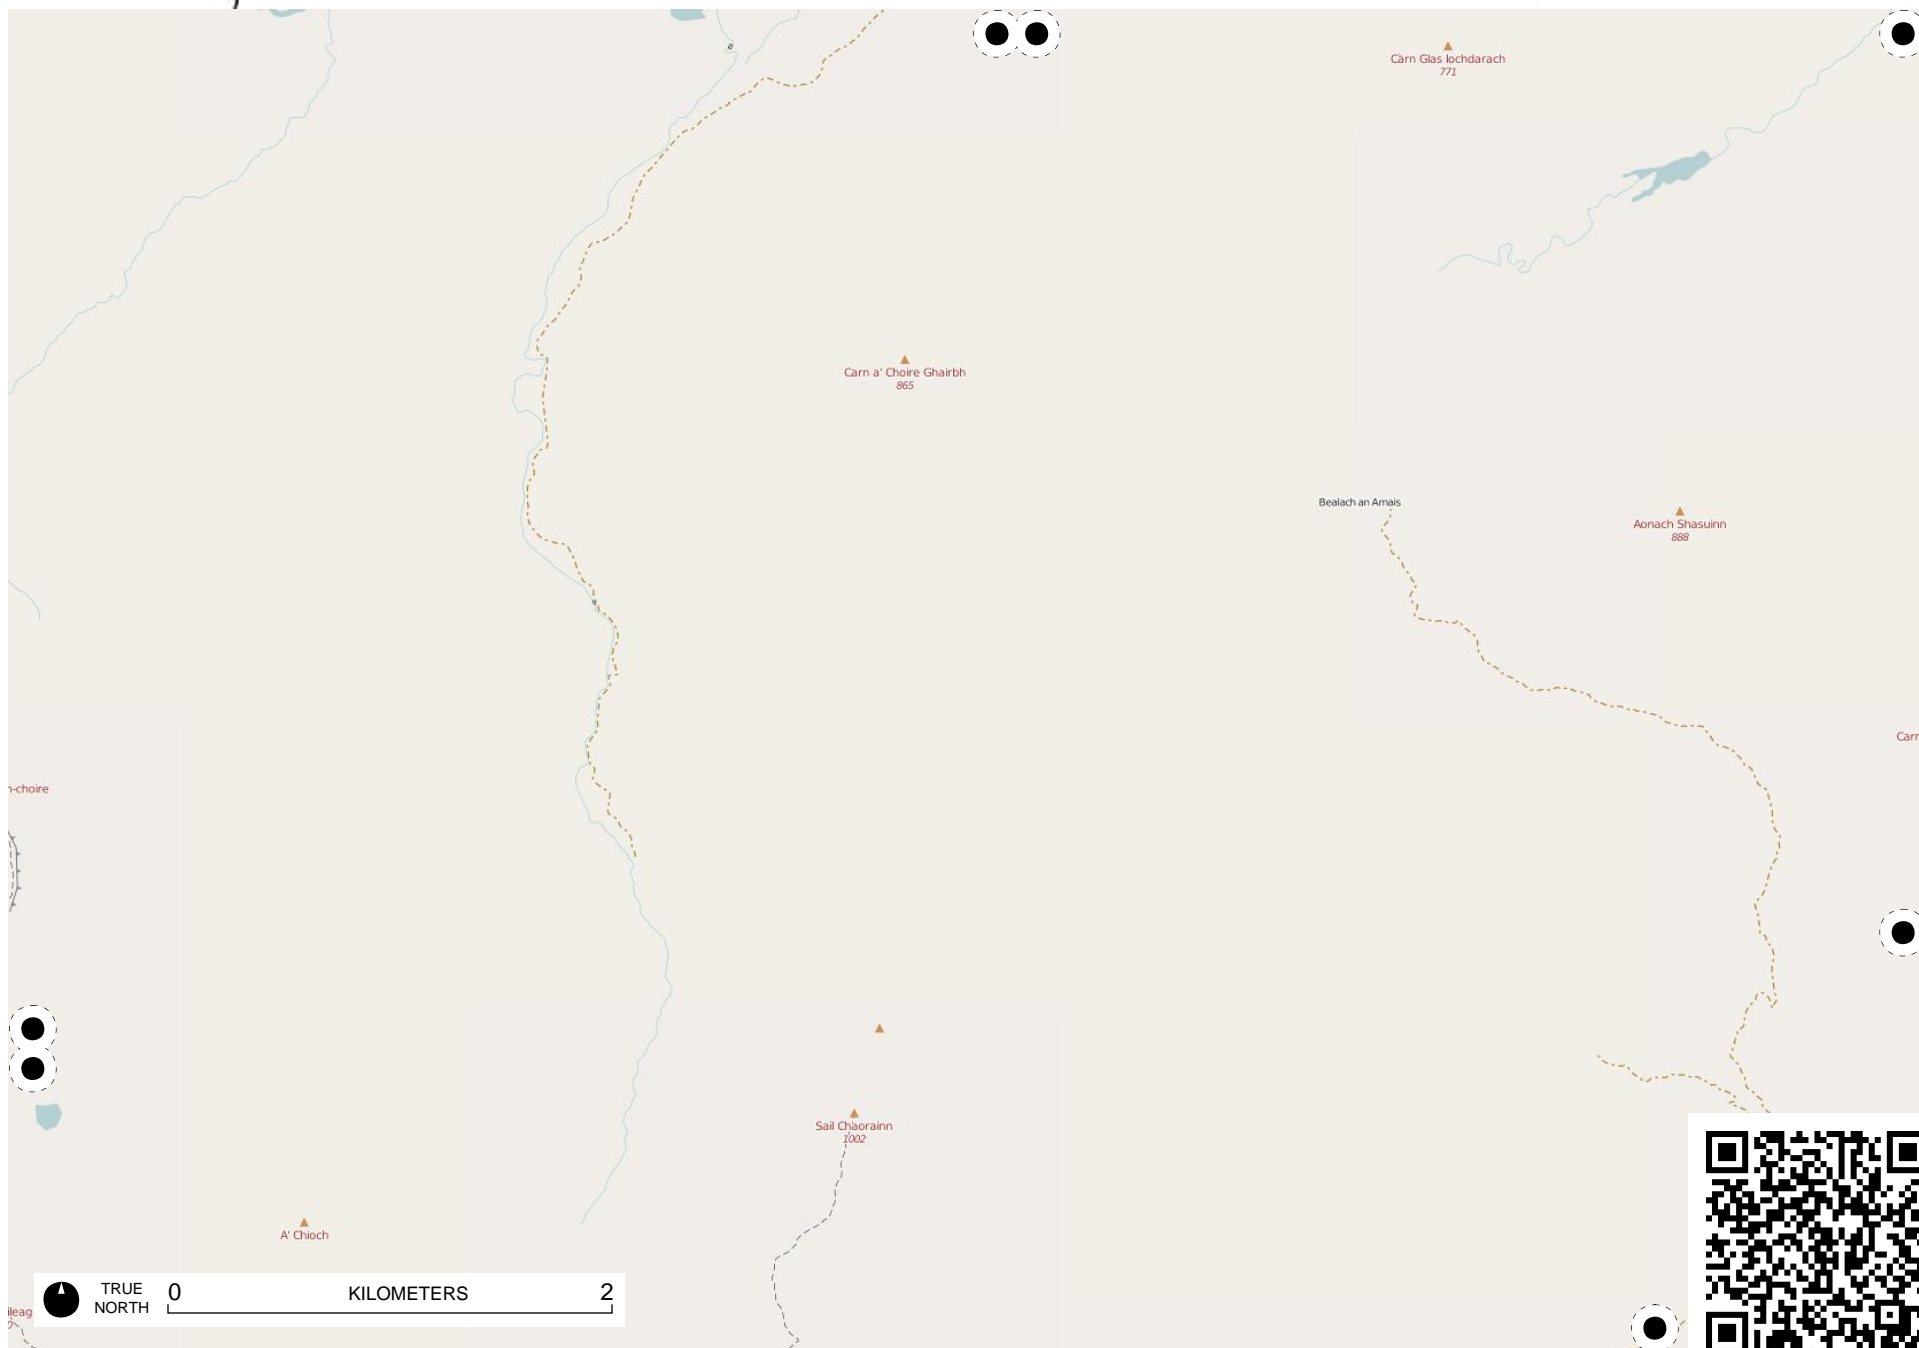 Càrn Glas Iochdarach
771
Carn a' Choire Ghairbh
865
Bealach an Amais
Aonach Shasuinn
888
Carr
n-choire
Sail Chaorainn
1002
A' Chioch
TRUE
NORTH
0 KILOMETERS 2
ileag